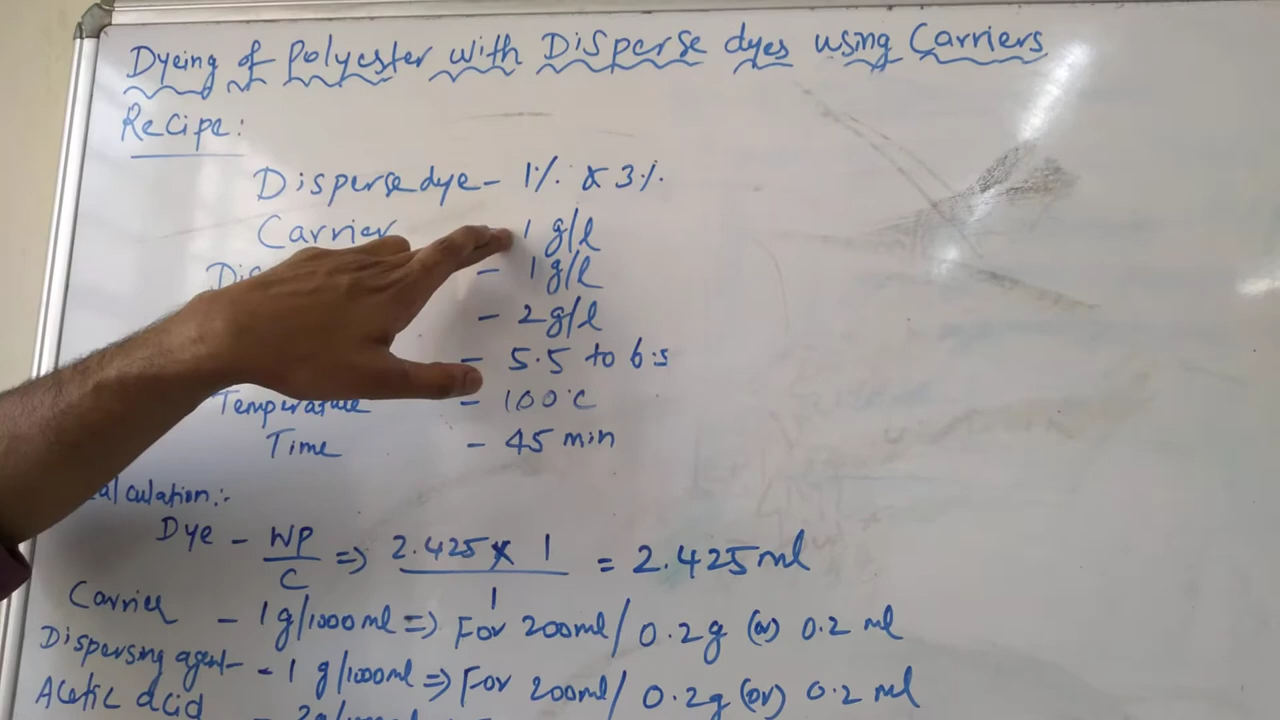 Dyeing of Polyester with Disperse dyes using Carriers
Recipe:
Disperse dye - 1% & 3%
Carrier 1 g/l
- 1 g/l
- 2 g/l
- 5.5 to 6.5
Temperature - 100°C
Time - 45 min
alculation:-
Dye - WP/C => 2.425 x 1 / 1 = 2.425 ml
Carrier - 1 g/1000 ml => For 200 ml / 0.2 g (or) 0.2 ml
Dispersing agent - 1 g/1000 ml => For 200 ml / 0.2 g (or) 0.2 ml
Acetic acid